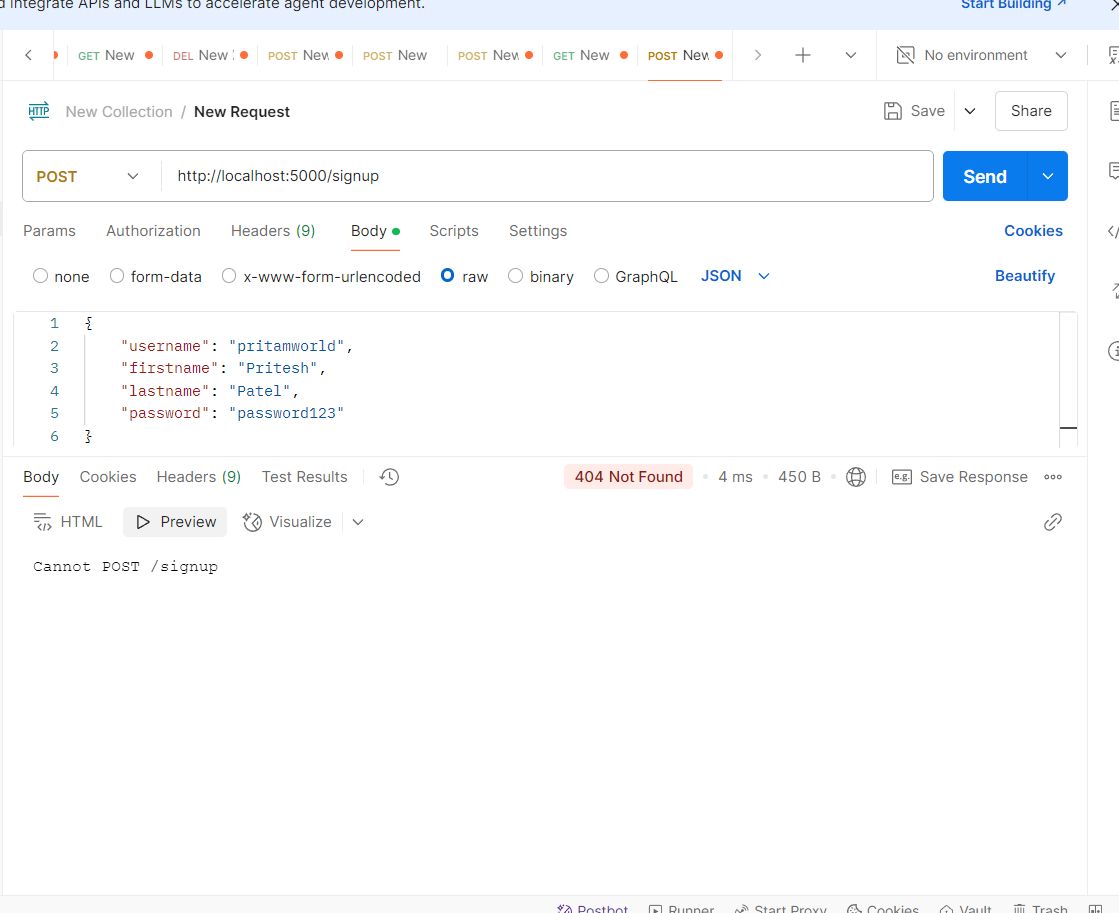 integrate APIs and LLMs to accelerate agent development.
Start Building
GET New DEL New POST New POST New POST New GET New POST New No environment
HTTP New Collection / New Request Save Share
POST http://localhost:5000/signup Send
Params Authorization Headers (9) Body Scripts Settings Cookies
none form-data x-www-form-urlencoded raw binary GraphQL JSON Beautify
1 {
2 "username": "pritamworld",
3 "firstname": "Pritesh",
4 "lastname": "Patel",
5 "password": "password123"
6 }
Body Cookies Headers (9) Test Results 404 Not Found 4 ms 450 B e.g. Save Response
HTML Preview Visualize
Cannot POST /signup
Postbot Runner Start Proxy Cookies Vault Trash